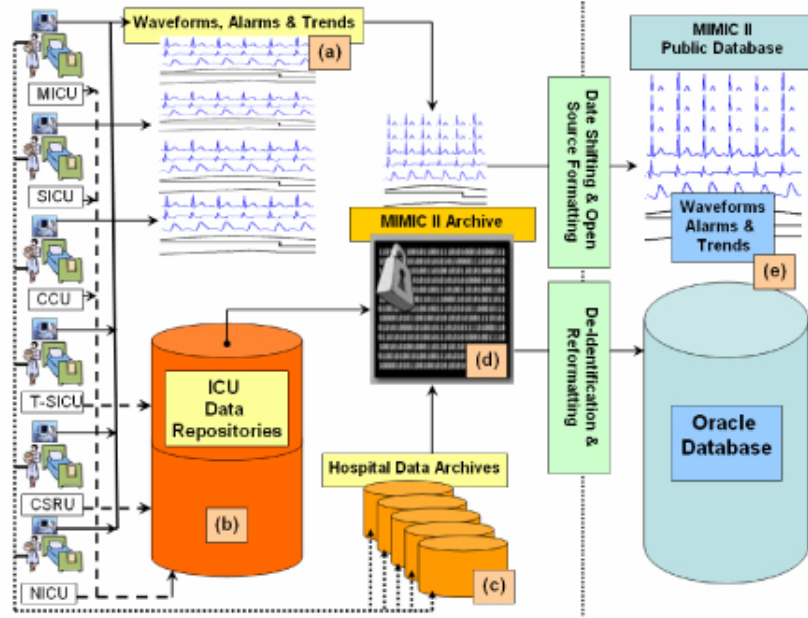 Waveforms, Alarms & Trends
(a)
MIMIC II
Public Database
MICU
SICU
CCU
T-SICU
CSRU
NICU
Date Shifting & Open
Source Formatting
Waveforms
Alarms &
Trends
(e)
MIMIC II Archive
(d)
ICU
Data
Repositories
(b)
De-Identification &
Reformatting
Oracle
Database
Hospital Data Archives
(c)